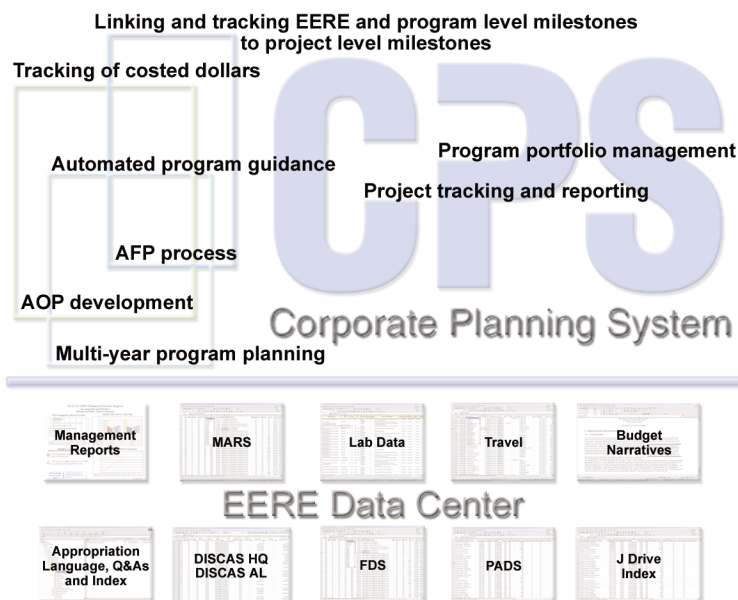 Linking and tracking EERE and program level milestones
to project level milestones
Tracking of costed dollars
CPS
Program portfolio management
Automated program guidance
Project tracking and reporting
AFP process
AOP development
Corporate Planning System
Multi-year program planning
Management
Reports
MARS
Lab Data
Travel
Budget
Narratives
EERE Data Center
Appropriation
Language, Q&As
and Index
DISCAS HQ
DISCAS AL
FDS
PADS
J Drive
Index